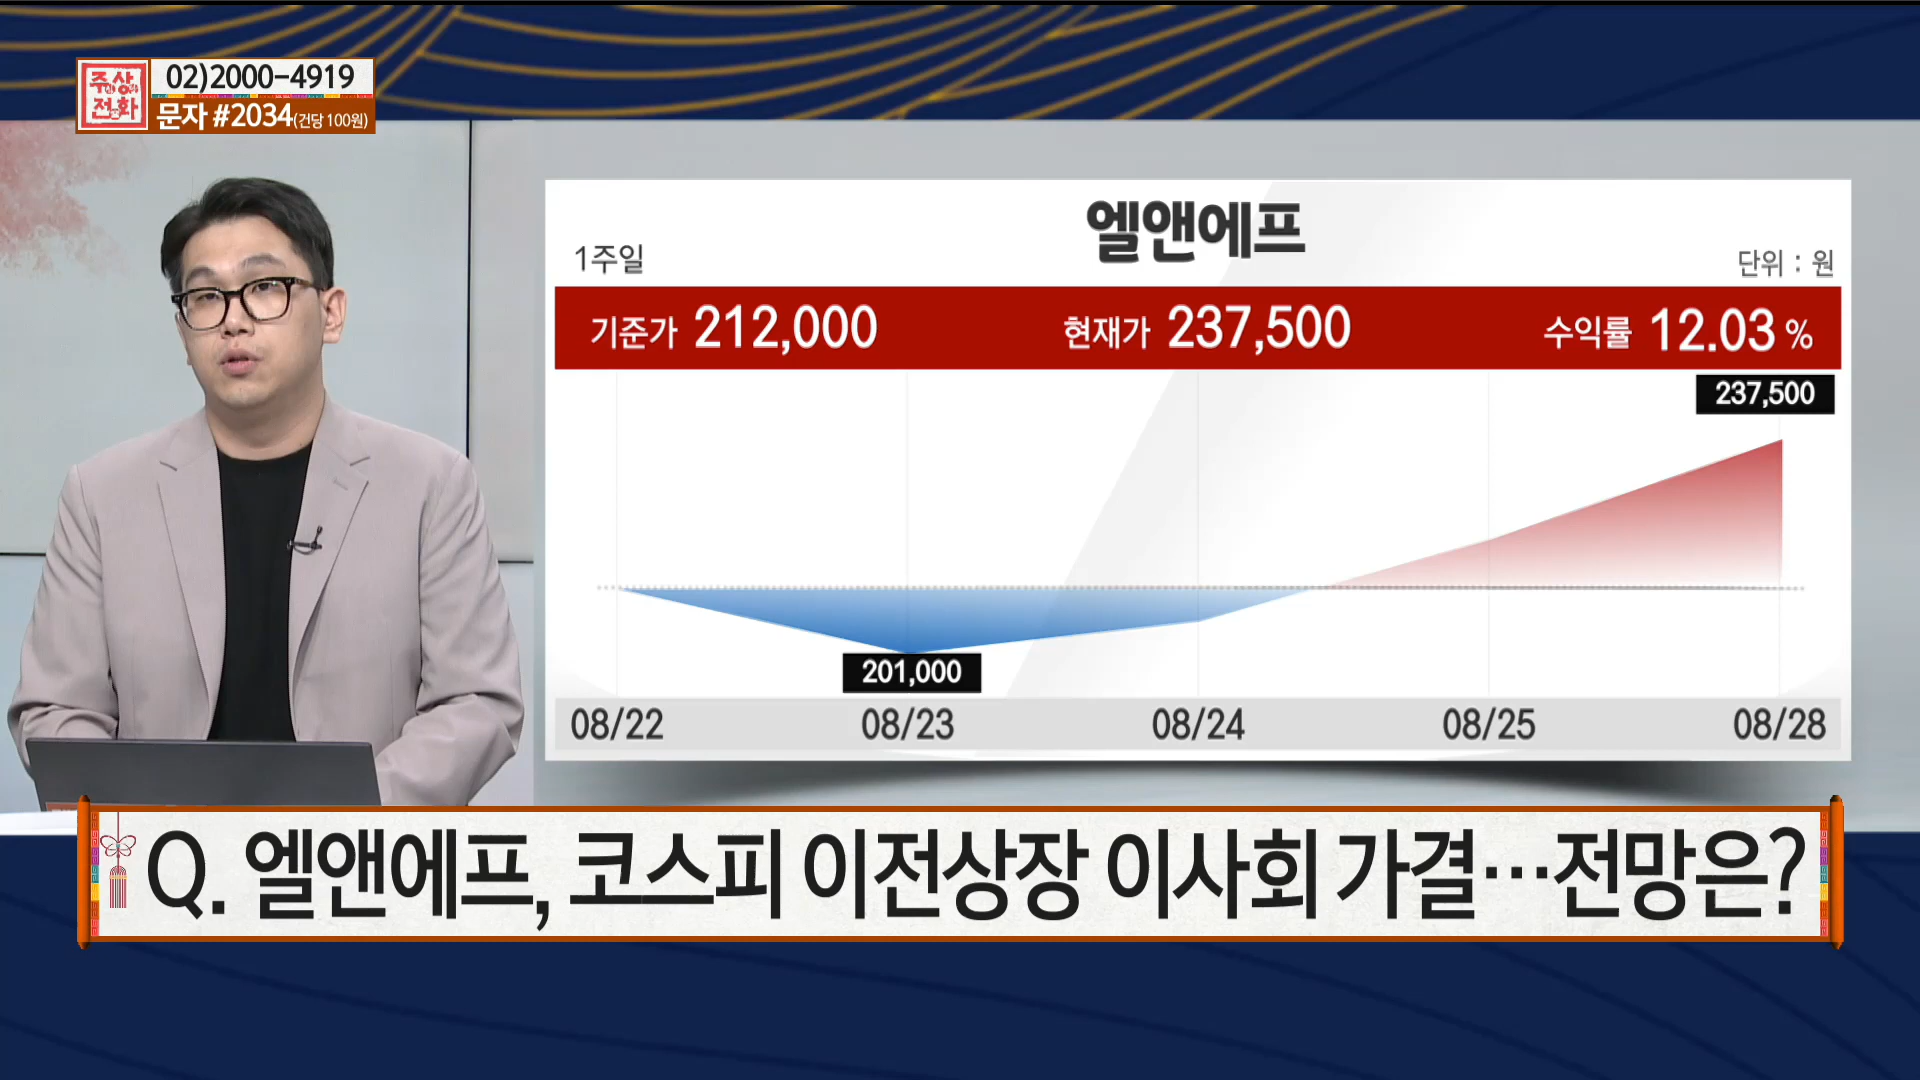 주상
전화
02)2000-4919
문자 #2034(건당 100원)
엘앤에프
1주일
단위 : 원
기준가 212,000 현재가 237,500 수익률 12.03 %
237,500
201,000
08/22 08/23 08/24 08/25 08/28
Q. 엘앤에프, 코스피 이전상장 이사회 가결…전망은?